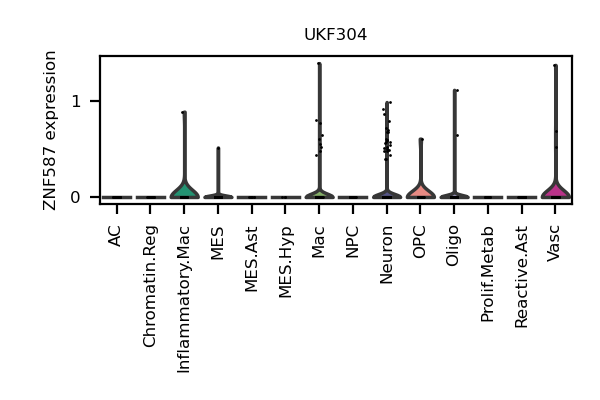 UKF304
ZNF587 expression
1
0
AC
Chromatin.Reg
Inflammatory.Mac
MES
MES.Ast
MES.Hyp
Mac
NPC
Neuron
OPC
Oligo
Prolif.Metab
Reactive.Ast
Vasc